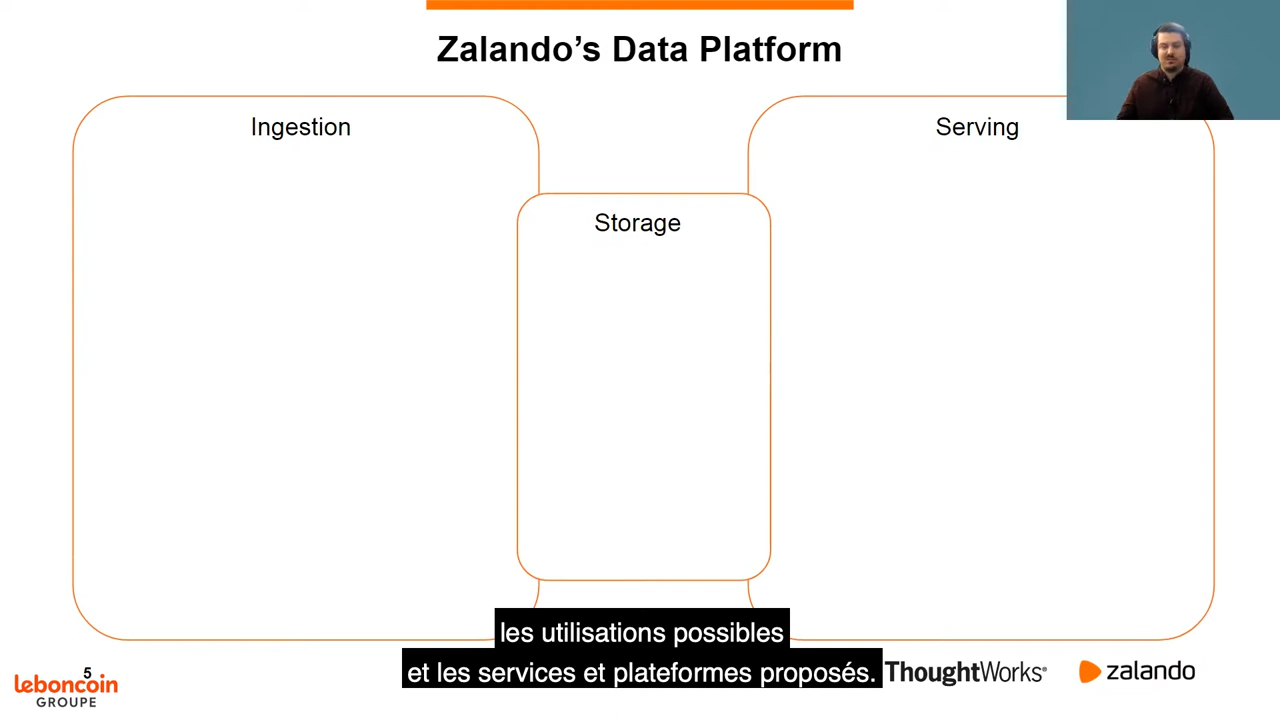 Zalando's Data Platform
Ingestion
Serving
Storage
les utilisations possibles
et les services et plateformes proposés.
5
leboncoin
GROUPE
ThoughtWorks®
zalando